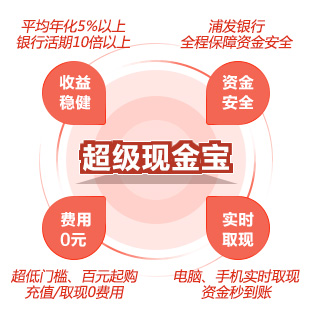 平均年化5%以上
银行活期10倍以上
浦发银行
全程保障资金安全
收益
稳健
资金
安全
超级现金宝
费用
0元
实时
取现
超低门槛、百元起购
充值/取现0费用
电脑、手机实时取现
资金秒到账